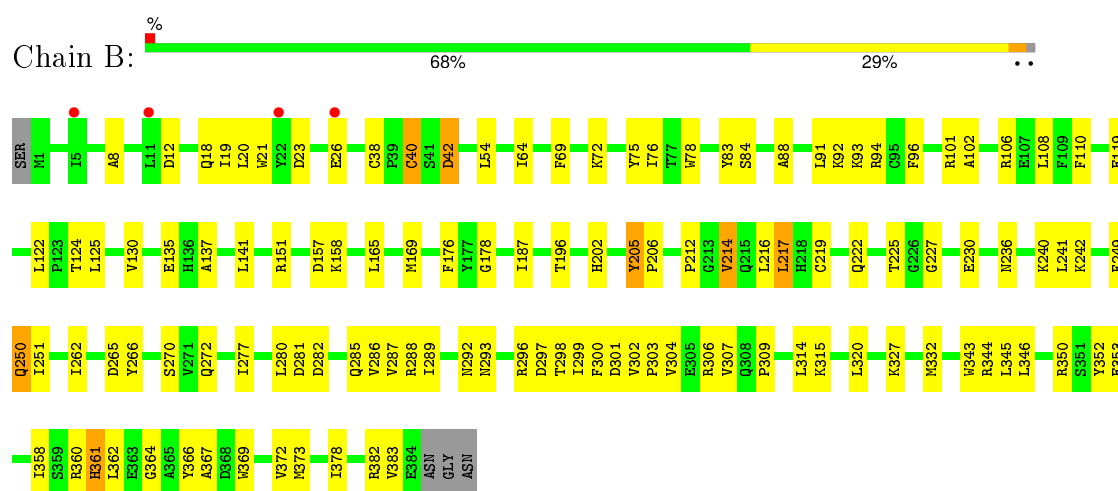 %
Chain B:
68% 29% • •
SER M1 I5 A8 L11 D12 Q18 I19 L20 W21 Y22 D23 E26 C38 P39 C40 S41 D42 L54 I64 F69 K72 Y75 I76 T77 W78 Y83 S84 A88 L91 K92 K93 R94 C95 F96 R101 A102 R106 E107 L108 F109 F110
L122 P123 T124 L125 V130 E135 H136 A137 L141 R151 D157 K158 L165 M169 F176 Y177 G178 I187 T196 H202 Y205 P206 P212 G213 V214 Q215 L216 L217 H218 C219 Q222 T225 G226 G227 E230 N236 K240 L241 K242
Q250 I251 I262 D265 Y266 S270 V271 Q272 I277 L280 D281 D282 Q285 V286 V287 R288 I289 N292 N293 R296 D297 T298 I299 F300 D301 V302 P303 V304 E305 R306 V307 Q308 P309 L314 K315 L320 K327 M332 W343 R344 L345 L346 R350 S351 Y352
I358 S359 R360 H361 L362 E363 G364 A365 Y366 A367 D368 W369 V372 M373 I378 R382 V383 E384 ASN GLY ASN